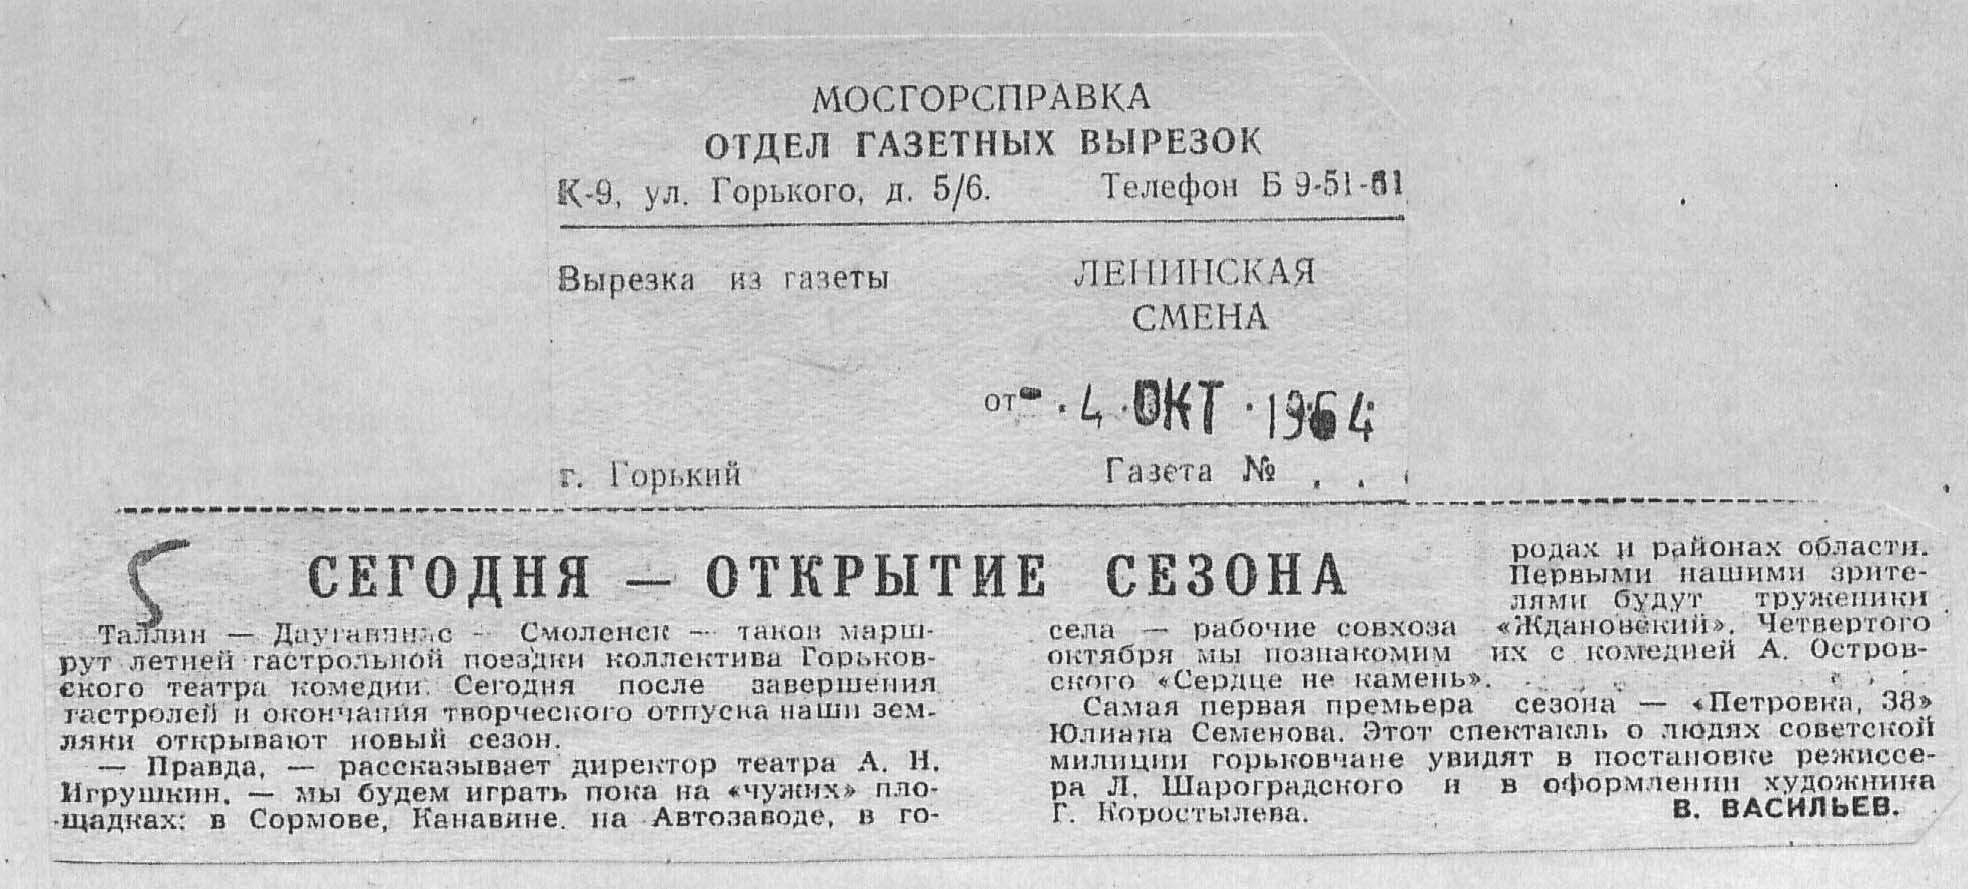 МОСГОРСПРАВКА
ОТДЕЛ ГАЗЕТНЫХ ВЫРЕЗОК
К-9, ул. Горького, д. 5/6. Телефон Б 9-51-61
Вырезка из газеты
ЛЕНИНСКАЯ
СМЕНА
от - 4 ОКТ 1964
г. Горький
Газета № . . .
5
СЕГОДНЯ — ОТКРЫТИЕ СЕЗОНА
Таллин — Даугавпилс — Смоленск — таков марш-
рут летней гастрольной поездки коллектива Горьков-
ского театра комедии. Сегодня после завершения
гастролей и окончания творческого отпуска наши зем-
ляки открывают новый сезон.
— Правда, — рассказывает директор театра А. Н.
Игрушкин, — мы будем играть пока на «чужих» пло-
щадках: в Сормове, Канавине, на Автозаводе, в го-
родах и районах области.
Первыми нашими зрите-
лями будут труженики
села — рабочие совхоза «Ждановский». Четвертого
октября мы познакомим их с комедией А. Остров-
ского «Сердце не камень».
Самая первая премьера сезона — «Петровка, 38»
Юлиана Семенова. Этот спектакль о людях советской
милиции горьковчане увидят в постановке режиссе-
ра Л. Шароградского и в оформлении художника
Г. Коростылева.
В. ВАСИЛЬЕВ.